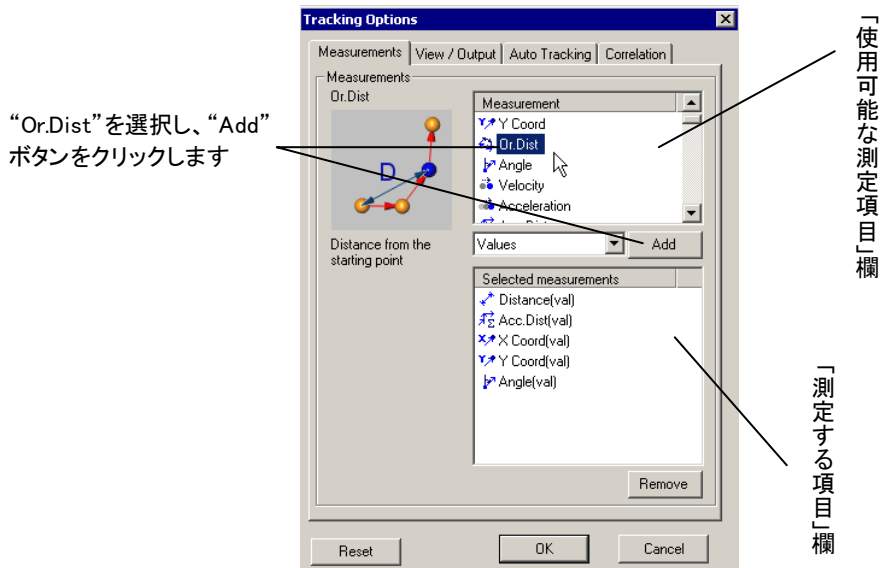 Tracking Options
Measurements
View / Output
Auto Tracking
Correlation
Measurements
Or.Dist
D
Distance from the
starting point
Measurement
Y Coord
Or.Dist
Angle
Velocity
Acceleration
Values
Add
Selected measurements
Distance(val)
Acc.Dist(val)
X Coord(val)
Y Coord(val)
Angle(val)
Remove
Reset
OK
Cancel
“Or.Dist”を選択し、“Add”
ボタンをクリックします
「使用可能な測定項目」欄
「測定する項目」欄